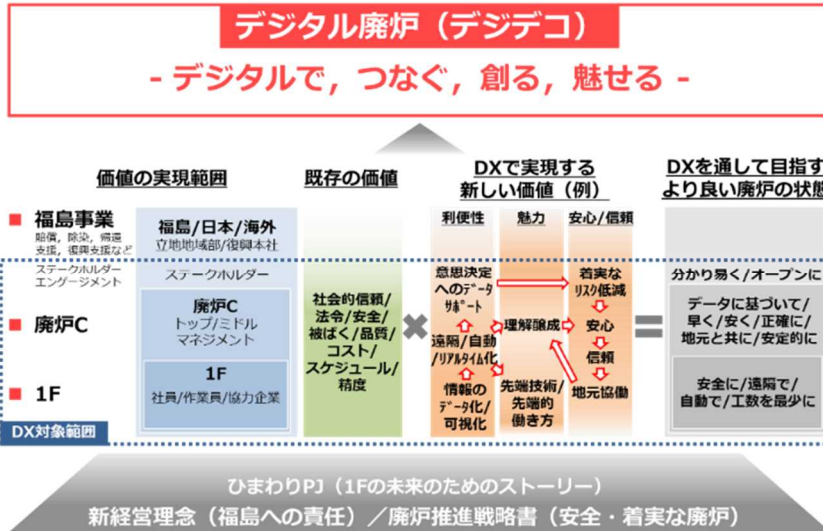 デジタル廃炉（デジデコ）
- デジタルで，つなぐ，創る，魅せる -
価値の実現範囲
既存の価値
DXで実現する
新しい価値（例）
DXを通して目指す
より良い廃炉の状態
福島事業
賠償，除染，帰還
支援，復興支援など
福島/日本/海外
立地地域部/復興本社
利便性
魅力
安心/信頼
ステークホルダー
エンゲージメント
ステークホルダー
廃炉C
廃炉C
トップ/ミドル
マネジメント
1F
1F
社員/作業員/協力企業
DX対象範囲
社会的信頼/
法令/安全/
被ばく/品質/
コスト/
スケジュール/
精度
×
意思決定
へのデータ
サポート
遠隔/自動
/リアルタイム化
情報の
データ化/
可視化
理解醸成
先端技術/
先端的
働き方
着実な
リスク低減
安心
信頼
地元協働
=
分かり易く/オープンに
データに基づいて/
早く/安く/正確に/
地元と共に/安定的に
安全に/遠隔で/
自動で/工数を最少に
ひまわりPJ（1Fの未来のためのストーリー）
新経営理念（福島への責任）／廃炉推進戦略書（安全・着実な廃炉）